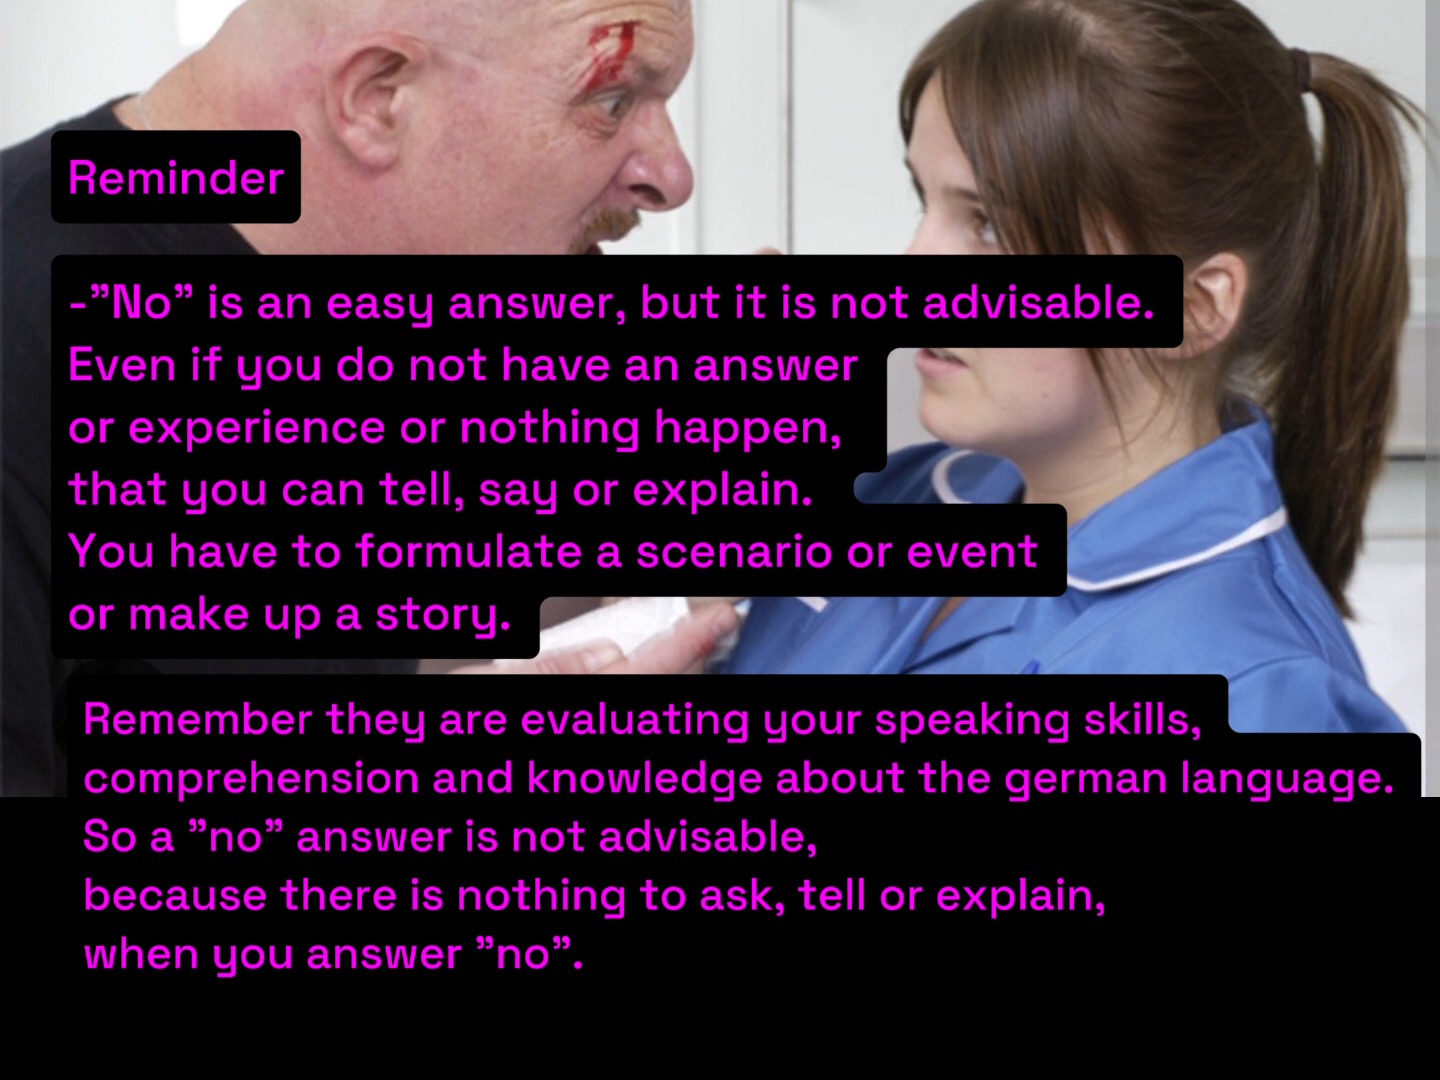 Reminder
-"No" is an easy answer, but it is not advisable.
Even if you do not have an answer
or experience or nothing happen,
that you can tell, say or explain.
You have to formulate a scenario or event
or make up a story.
Remember they are evaluating your speaking skills,
comprehension and knowledge about the german language.
So a "no" answer is not advisable,
because there is nothing to ask, tell or explain,
when you answer "no".